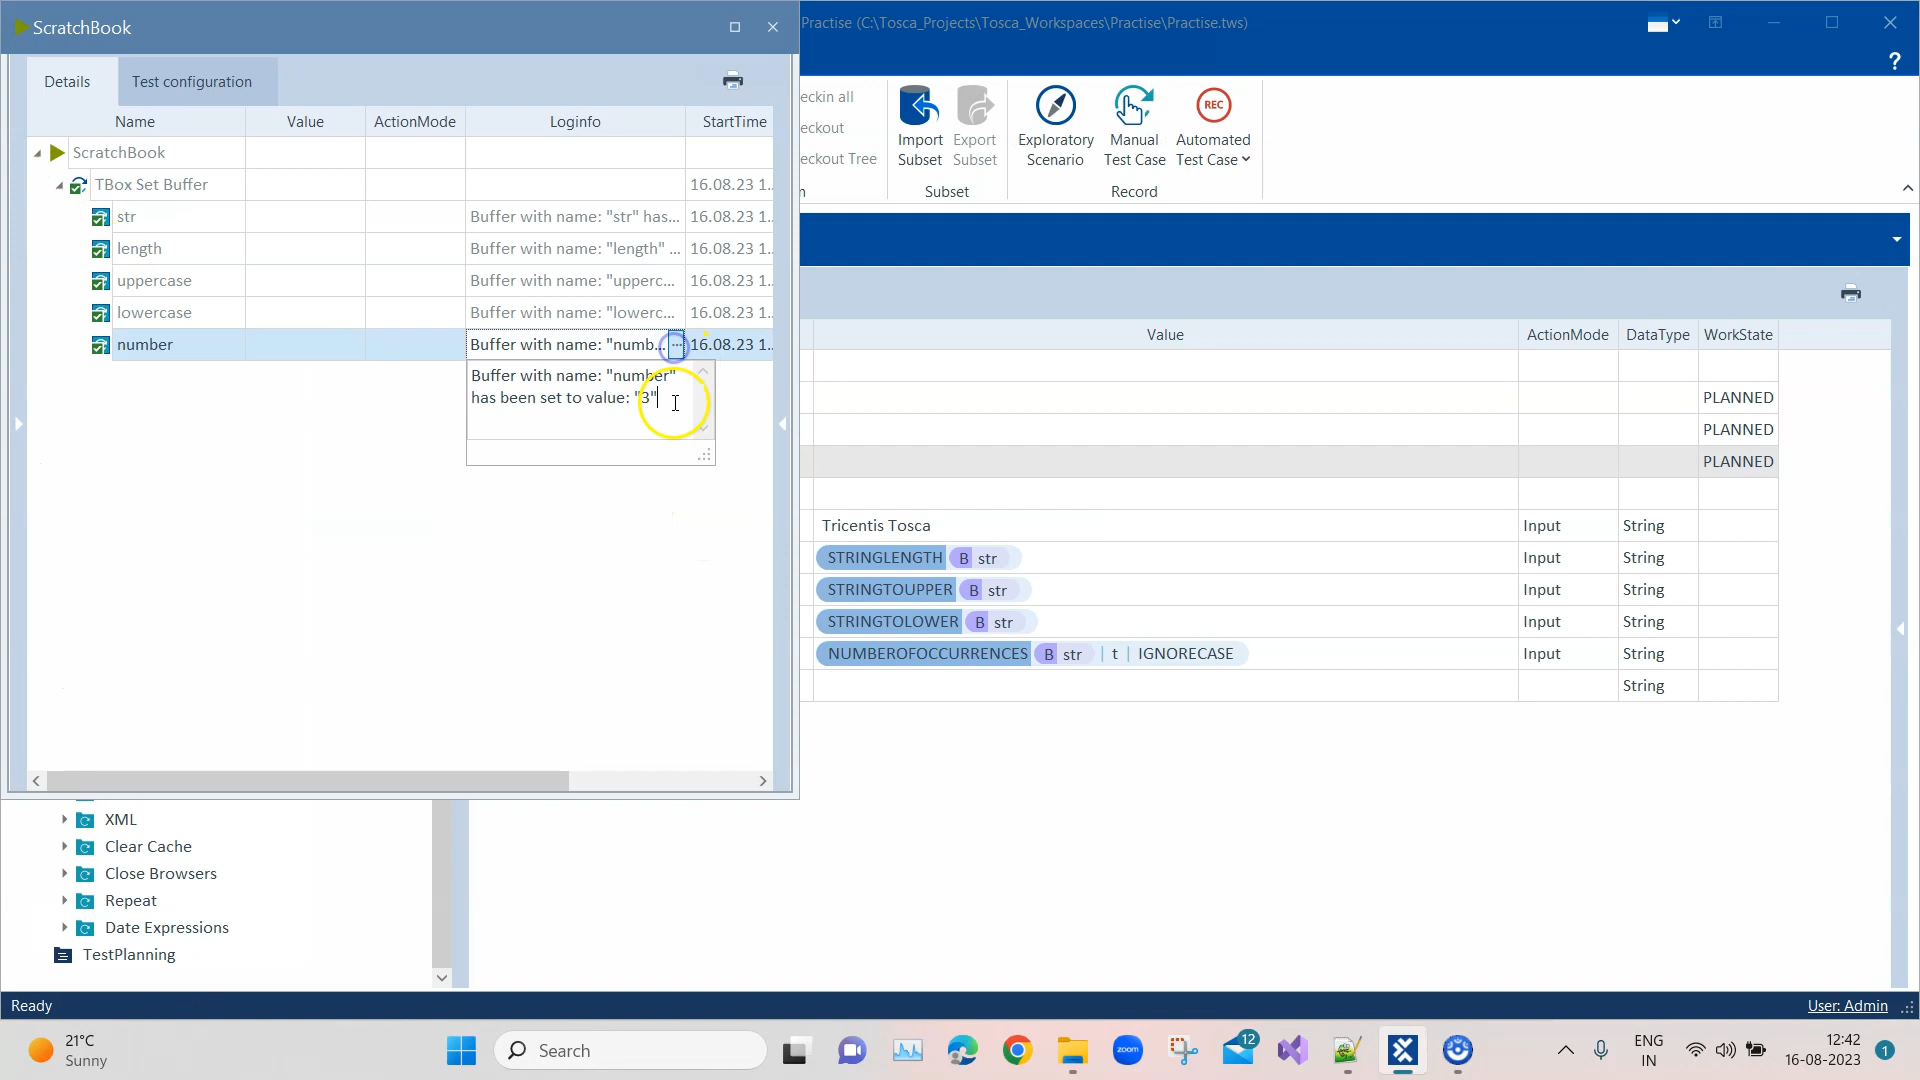 ScratchBook
Practise (C:\Tosca_Projects\Tosca_Workspaces\Practise\Practise.tws)
?
Details
Test configuration
Name
Value
ActionMode
Loginfo
StartTime
ScratchBook
TBox Set Buffer
16.08.23 1..
str
Buffer with name: "str" has...
16.08.23 1..
length
Buffer with name: "length" ...
16.08.23 1..
uppercase
Buffer with name: "upperc...
16.08.23 1..
lowercase
Buffer with name: "lowerc...
16.08.23 1..
number
Buffer with name: "numb...
...
16.08.23 1..
Buffer with name: "number"
has been set to value: "3"
eckin all
eckout
eckout Tree
Import
Subset
Export
Subset
Subset
Exploratory
Scenario
Manual
Test Case
REC
Automated
Test Case
Record
Value
ActionMode
DataType
WorkState
PLANNED
PLANNED
PLANNED
Tricentis Tosca
Input
String
STRINGLENGTH B str
Input
String
STRINGTOUPPER B str
Input
String
STRINGTOLOWER B str
Input
String
NUMBEROFOCCURRENCES B str | t | IGNORECASE
Input
String
String
XML
Clear Cache
Close Browsers
Repeat
Date Expressions
TestPlanning
Ready
User: Admin
21°C
Sunny
Search
zoom
12
ENG
IN
12:42
16-08-2023
1